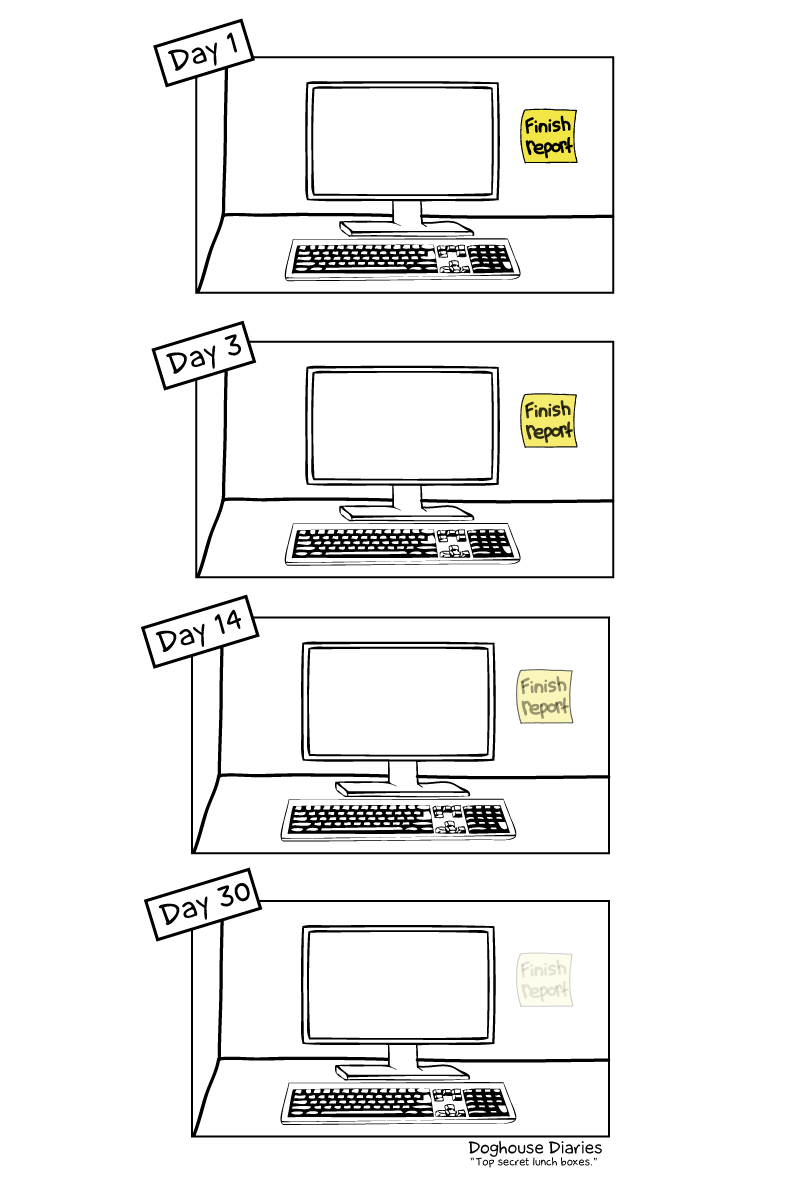 Day 1
Finish
report
Day 3
Finish
report
Day 14
Finish
report
Day 30
Finish
report
Doghouse Diaries
"Top secret lunch boxes."